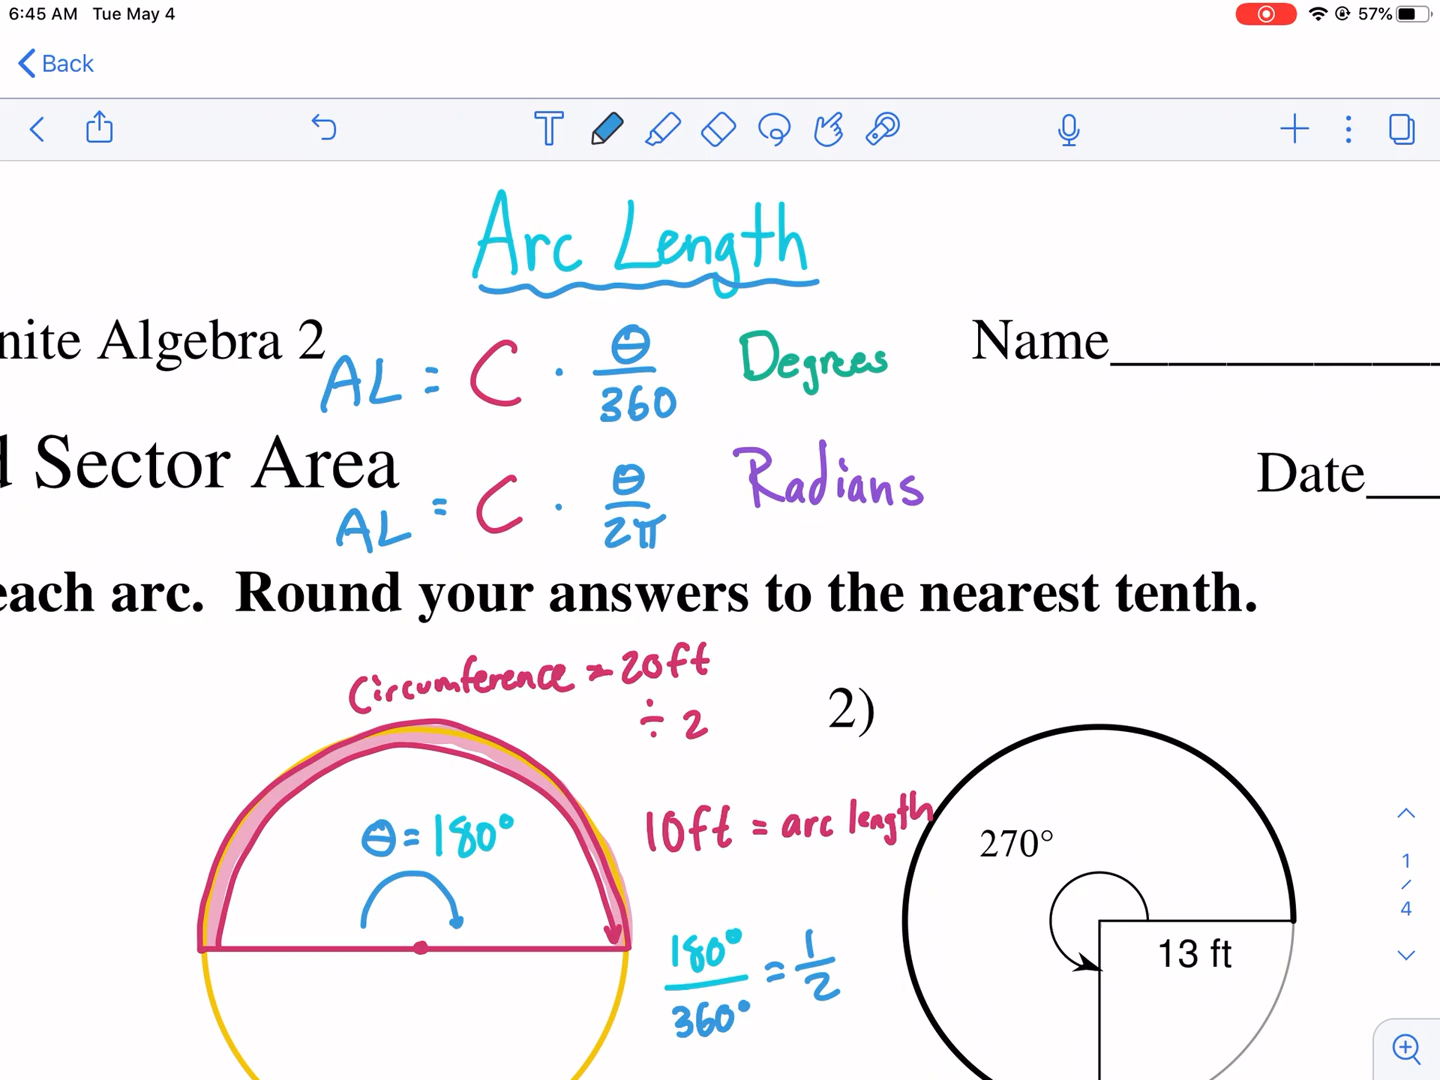 6:45 AM Tue May 4
57%
Back
Arc Length
nite Algebra 2
AL = C · θ/360 Degrees
Name
d Sector Area
AL = C · θ/2π Radians
Date
each arc. Round your answers to the nearest tenth.
Circumference = 20ft
÷ 2
2)
θ = 180°
10ft = arc length
270°
180°/360° = 1/2
13 ft
1
/
4